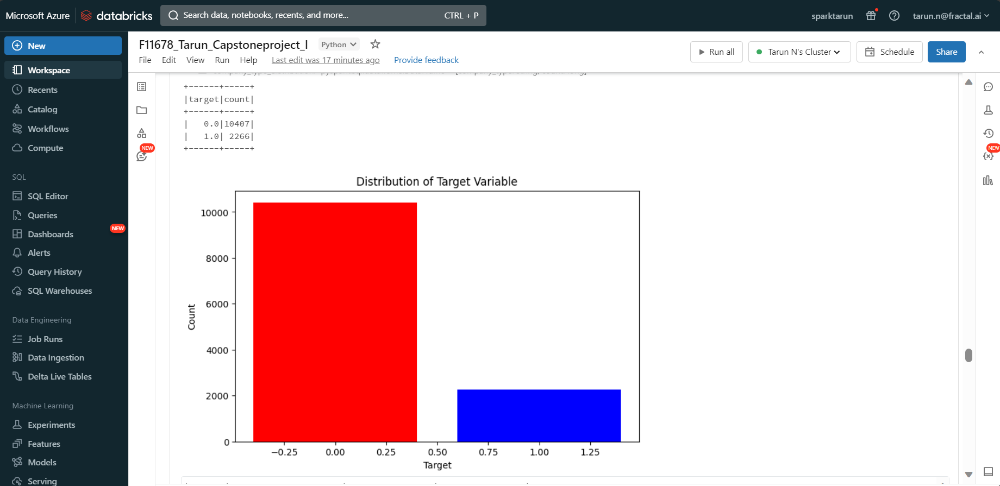 Microsoft Azure
databricks
Search data, notebooks, recents, and more...
CTRL + P
sparktarun
tarun.n@fractal.ai
New
Workspace
Recents
Catalog
Workflows
Compute
SQL
SQL Editor
Queries
Dashboards
NEW
Alerts
Query History
SQL Warehouses
Data Engineering
Job Runs
Data Ingestion
Delta Live Tables
Machine Learning
Experiments
Features
Models
Serving
F11678_Tarun_Capstoneproject_I
Python
File Edit View Run Help Last edit was 17 minutes ago Provide feedback
Run all
Tarun N's Cluster
Schedule
Share
NEW
NEW
+------+-----+
|target|count|
+------+-----+
|   0.0|10407|
|   1.0| 2266|
+------+-----+
Distribution of Target Variable
10000
8000
6000
4000
2000
0
Count
−0.25 0.00 0.25 0.50 0.75 1.00 1.25
Target